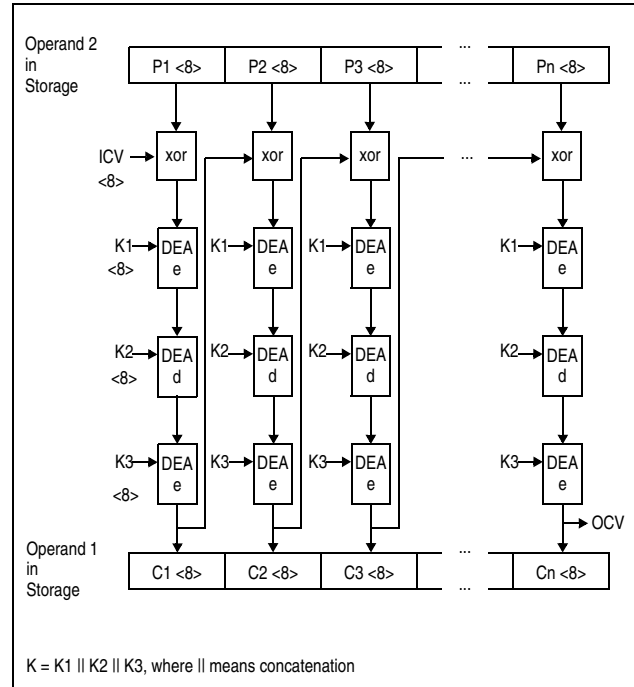 Operand 2
in
Storage
P1 <8> P2 <8> P3 <8> ... ... Pn <8>
ICV
<8>
xor xor xor ... xor
K1
<8>
DEA
e
K1 DEA
e
K1 DEA
e
K1 DEA
e
K2
<8>
DEA
d
K2 DEA
d
K2 DEA
d
K2 DEA
d
K3
<8>
DEA
e
K3 DEA
e
K3 DEA
e
K3 DEA
e
OCV
Operand 1
in
Storage
C1 <8> C2 <8> C3 <8> ... ... Cn <8>
K = K1 || K2 || K3, where || means concatenation